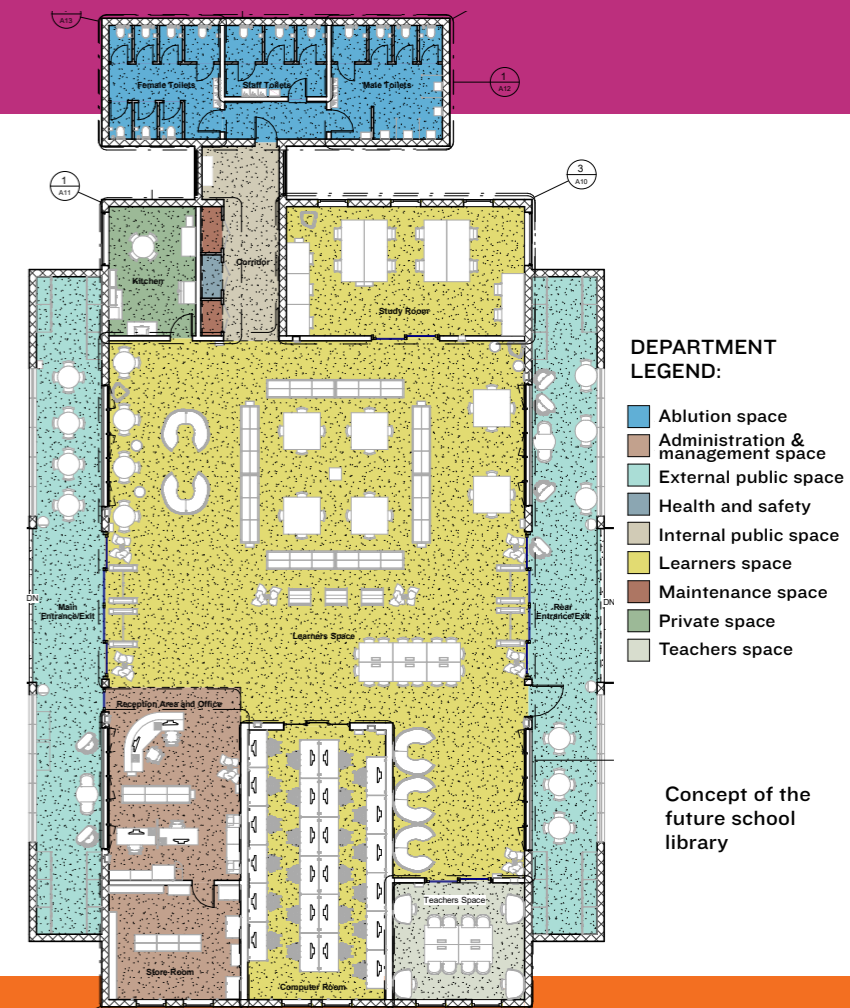 A13
Female Toilets
Staff Toilets
Male Toilets
1
A12
1
A11
3
A10
Corridor
Kitchen
Study Room
DEPARTMENT
LEGEND:
Ablution space
Administration &
management space
External public space
Health and safety
Internal public space
Learners space
Maintenance space
Private space
Teachers space
DN
Main
Entrance/Exit
Learners Space
Rear
Entrance/Exit
DN
Reception Area and Office
Concept of the
future school
library
Teachers Space
Store Room
Computer Room